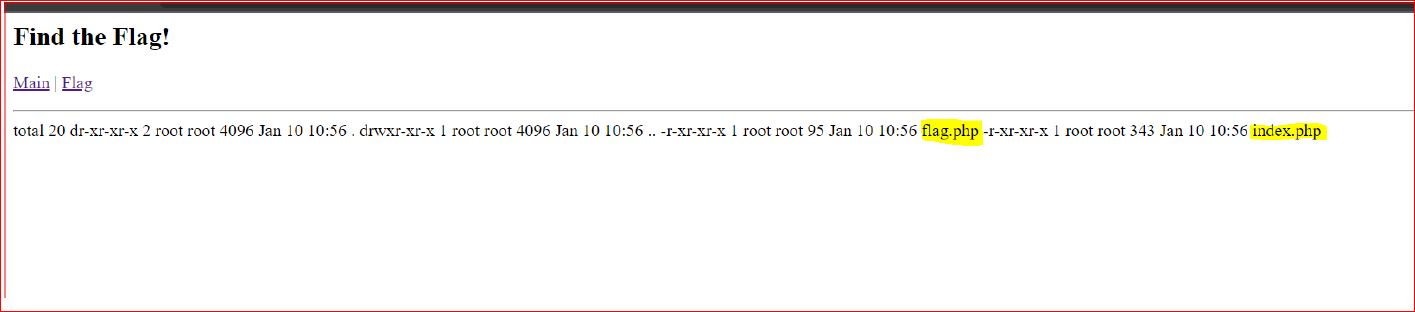 Find the Flag!
Main | Flag
total 20 dr-xr-xr-x 2 root root 4096 Jan 10 10:56 . drwxr-xr-x 1 root root 4096 Jan 10 10:56 .. -r-xr-xr-x 1 root root 95 Jan 10 10:56 flag.php -r-xr-xr-x 1 root root 343 Jan 10 10:56 index.php